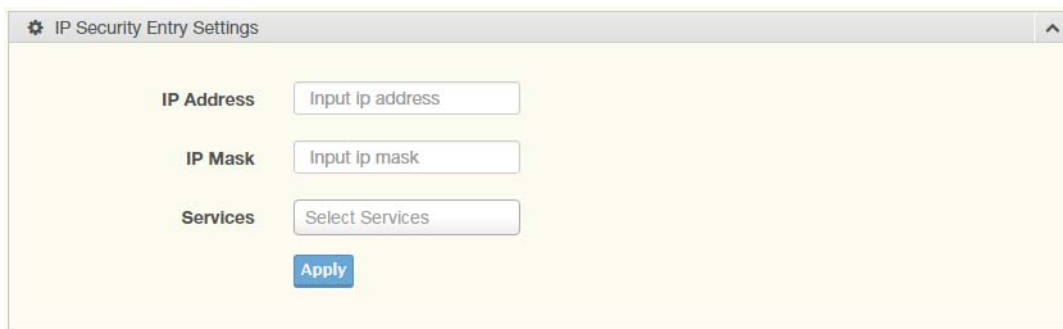 IP Security Entry Settings
IP Address Input ip address
IP Mask Input ip mask
Services Select Services
Apply